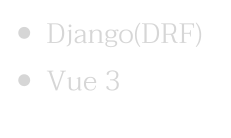 • Django(DRF)
• Vue 3